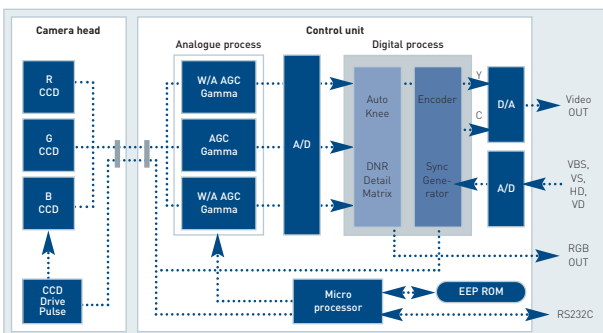 Camera head
Control unit
Analogue process
Digital process
R
CCD
G
CCD
B
CCD
CCD
Drive
Pulse
W/A AGC
Gamma
AGC
Gamma
W/A AGC
Gamma
A/D
Auto
Knee
DNR
Detail
Matrix
Encoder
Sync
Gene-
rator
Y
C
D/A
A/D
Video
OUT
VBS,
VS,
HD,
VD
RGB
OUT
Micro
processor
EEP ROM
RS232C